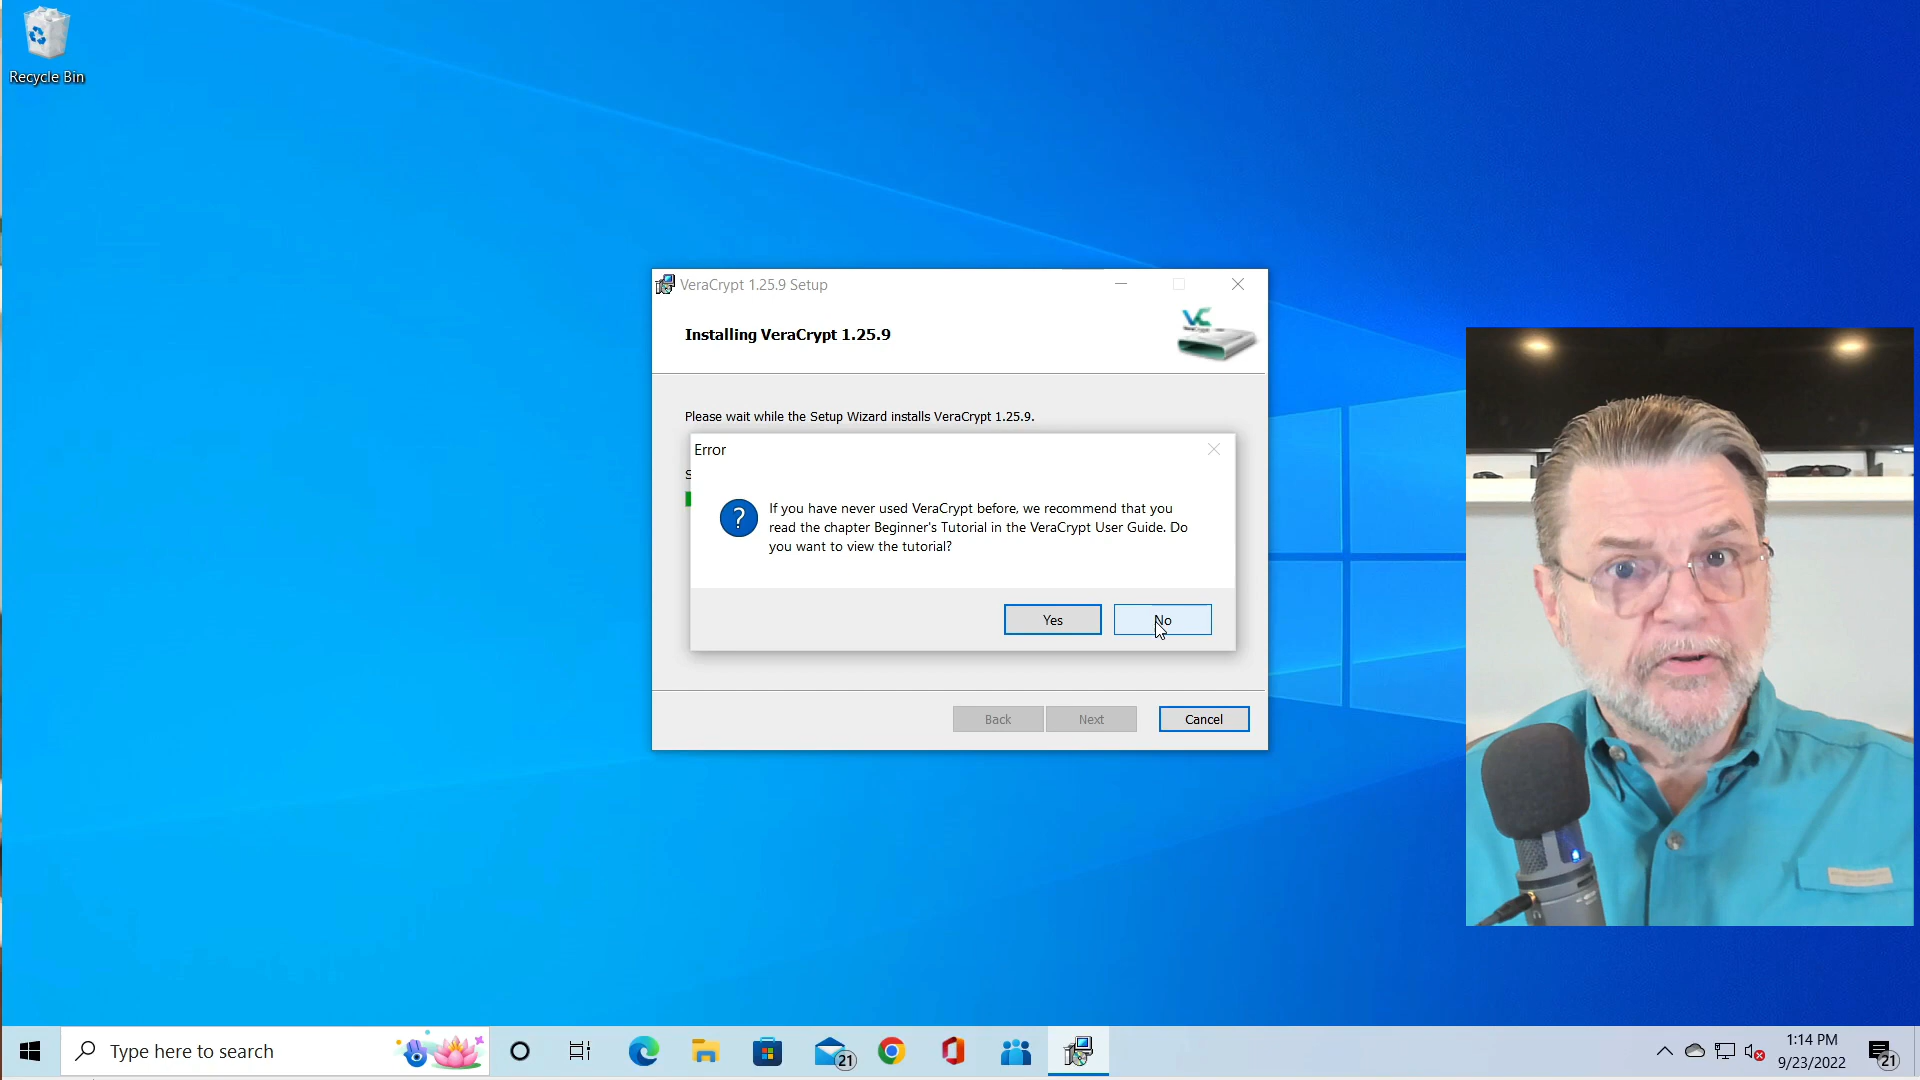 Recycle Bin
VeraCrypt 1.25.9 Setup
Installing VeraCrypt 1.25.9
VC
VeraCrypt
Please wait while the Setup Wizard installs VeraCrypt 1.25.9.
Error
S
If you have never used VeraCrypt before, we recommend that you
read the chapter Beginner's Tutorial in the VeraCrypt User Guide. Do
you want to view the tutorial?
Yes
No
Back
Next
Cancel
Type here to search
21
1:14 PM
9/23/2022
21